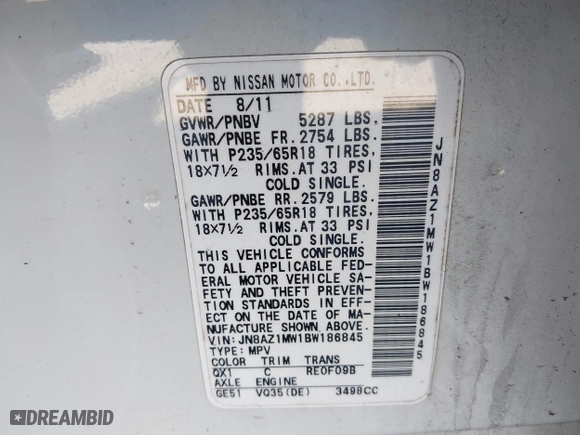 MFD BY NISSAN MOTOR CO.,LTD.
DATE 8/11
GVWR/PNBV 5287 LBS.
GAWR/PNBE FR. 2754 LBS.
WITH P235/65R18 TIRES,
18X7½ RIMS.AT 33 PSI
COLD SINGLE.
GAWR/PNBE RR. 2579 LBS.
WITH P235/65R18 TIRES,
18X7½ RIMS.AT 33 PSI
COLD SINGLE.
THIS VEHICLE CONFORMS
TO ALL APPLICABLE FED-
ERAL MOTOR VEHICLE SA-
FETY AND THEFT PREVEN-
TION STANDARDS IN EFF-
ECT ON THE DATE OF MA-
NUFACTURE SHOWN ABOVE.
VIN: JN8AZ1MW1BW186845
TYPE: MPV
COLOR TRIM TRANS
QX1 C RE0F09B
AXLE ENGINE
GE51 VQ35(DE) 3498CC
JN8AZ1MW1BW186845
DREAMBID